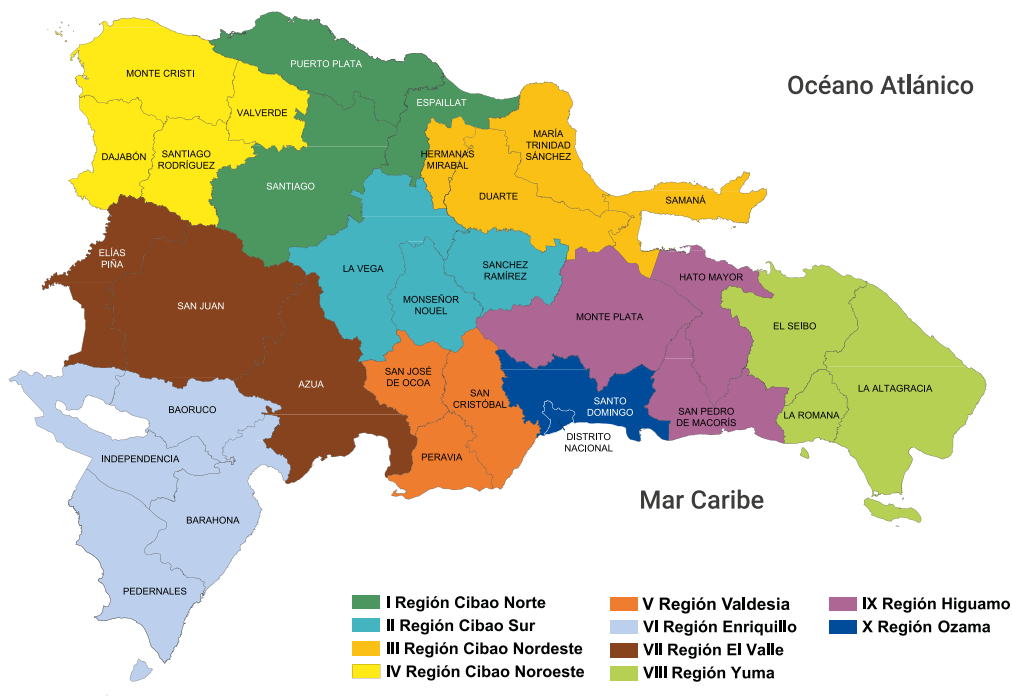 PUERTO PLATA
MONTE CRISTI
Océano Atlánico
ESPAILLAT
VALVERDE
MARÍA
TRINIDAD
SÁNCHEZ
DAJABÓN
SANTIAGO
RODRÍGUEZ
HERMANAS
MIRABAL
SANTIAGO
DUARTE
SAMANÁ
ELÍAS
PIÑA
LA VEGA
SANCHEZ
RAMÍREZ
HATO MAYOR
SAN JUAN
MONSEÑOR
NOUEL
MONTE PLATA
EL SEIBO
AZUA
SAN JOSÉ
DE OCOA
SAN
CRISTÓBAL
SANTO
DOMINGO
LA ALTAGRACIA
BAORUCO
SAN PEDRO
DE MACORÍS
LA ROMANA
DISTRITO
NACIONAL
INDEPENDENCIA
PERAVIA
Mar Caribe
BARAHONA
PEDERNALES
I Región Cibao Norte
II Región Cibao Sur
III Región Cibao Nordeste
IV Región Cibao Noroeste
V Región Valdesia
VI Región Enriquillo
VII Región El Valle
VIII Región Yuma
IX Región Higuamo
X Región Ozama